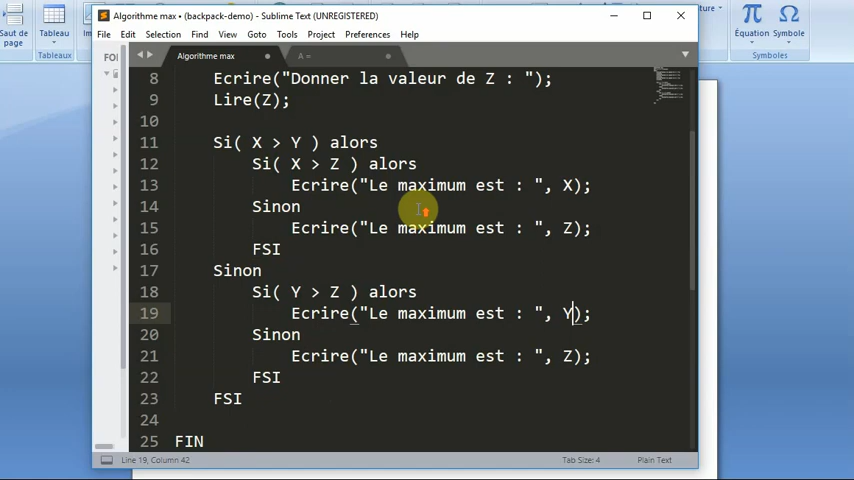 Algorithme max • (backpack-demo) - Sublime Text (UNREGISTERED)
File Edit Selection Find View Goto Tools Project Preferences Help
Saut de page
Tableau
Tableaux
Équation Symbole
Symboles
Algorithme max
A =
8 Ecrire("Donner la valeur de Z : ");
9 Lire(Z);
10
11 Si( X > Y ) alors
12 Si( X > Z ) alors
13 Ecrire("Le maximum est : ", X);
14 Sinon
15 Ecrire("Le maximum est : ", Z);
16 FSI
17 Sinon
18 Si( Y > Z ) alors
19 Ecrire("Le maximum est : ", Y);
20 Sinon
21 Ecrire("Le maximum est : ", Z);
22 FSI
23 FSI
24
25 FIN
Line 19, Column 42 Tab Size: 4 Plain Text